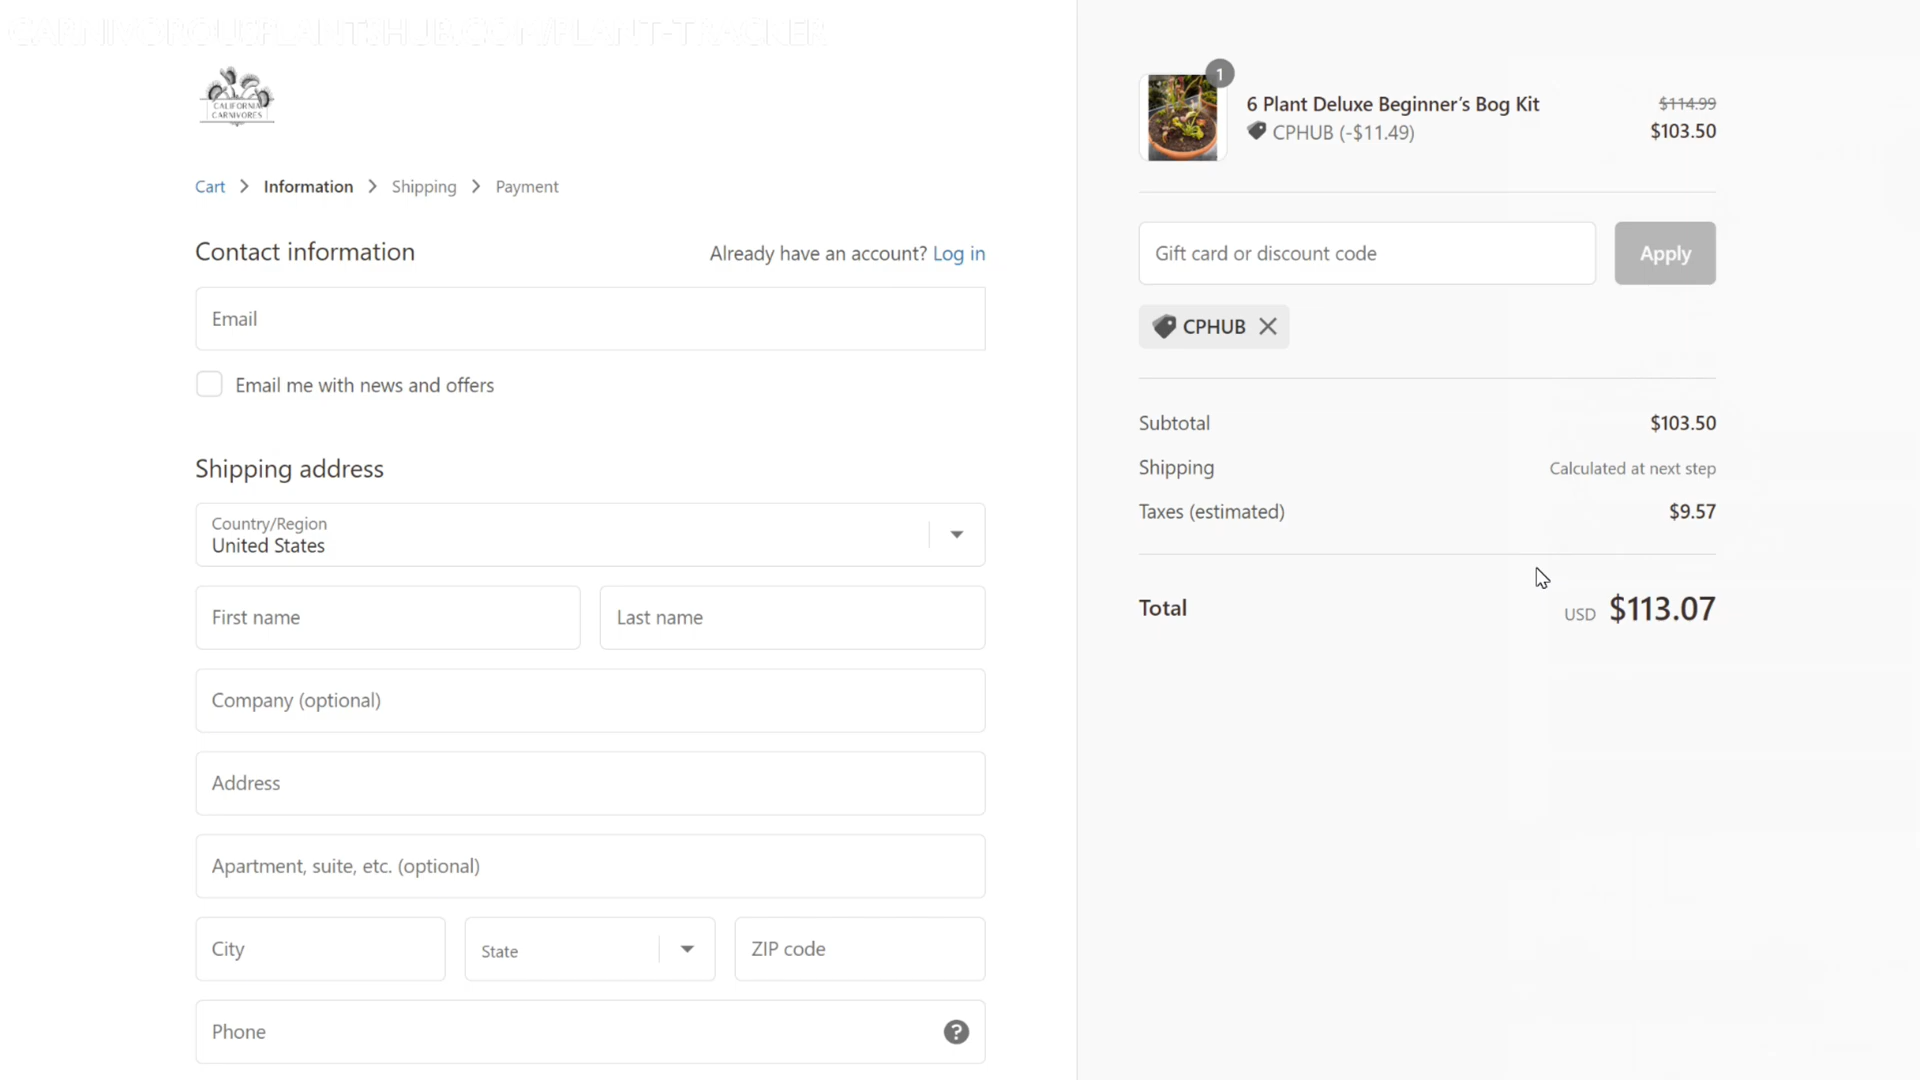 CARNIVOROUSPLANTSHUB.COM/PLANT-TRACKER
CALIFORNIA
CARNIVORES
Cart > Information > Shipping > Payment
Contact information
Already have an account? Log in
Email
Email me with news and offers
Shipping address
Country/Region
United States
First name
Last name
Company (optional)
Address
Apartment, suite, etc. (optional)
City
State
ZIP code
Phone
?
1
6 Plant Deluxe Beginner’s Bog Kit
$114.99
CPHUB (-$11.49)
$103.50
Gift card or discount code
Apply
CPHUB
Subtotal
$103.50
Shipping
Calculated at next step
Taxes (estimated)
$9.57
Total
USD $113.07